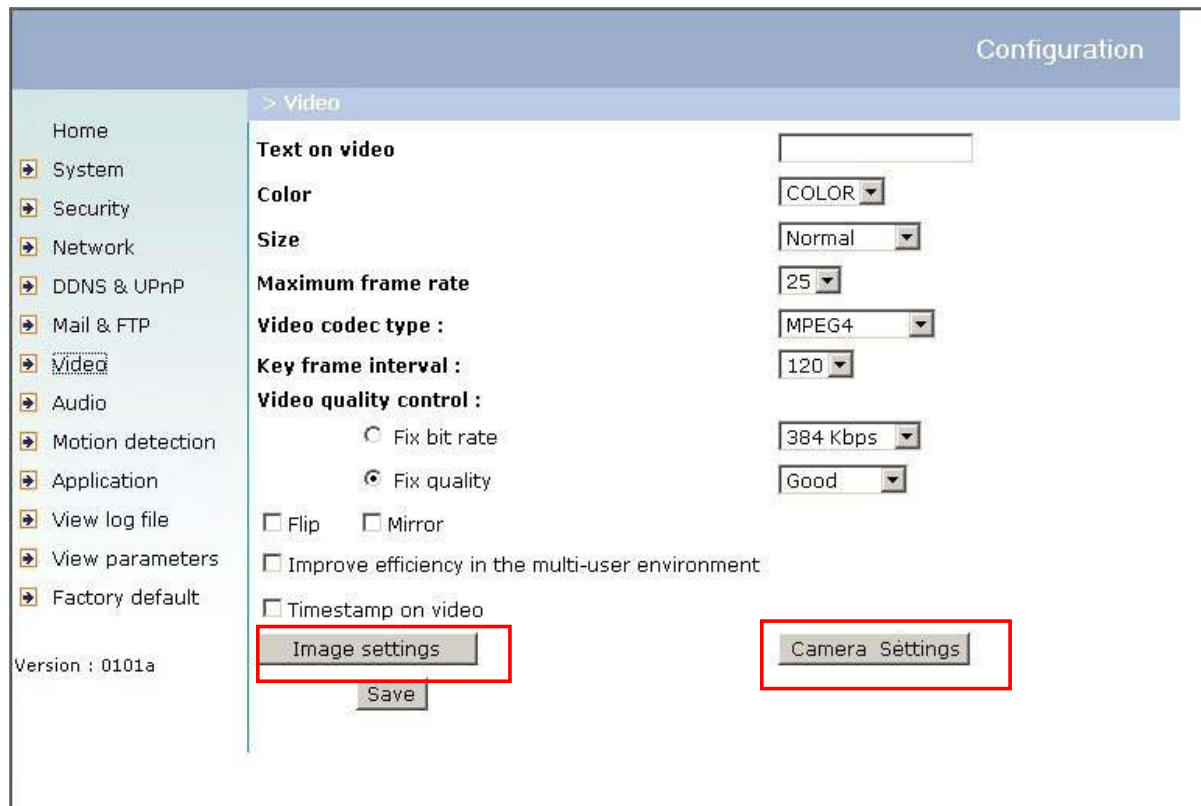 Configuration
> Video
Home
System
Security
Network
DDNS & UPnP
Mail & FTP
Video
Audio
Motion detection
Application
View log file
View parameters
Factory default
Version : 0101a
Text on video
Color COLOR
Size Normal
Maximum frame rate 25
Video codec type : MPEG4
Key frame interval : 120
Video quality control :
Fix bit rate 384 Kbps
Fix quality Good
Flip Mirror
Improve efficiency in the multi-user environment
Timestamp on video
Image settings Camera Settings
Save